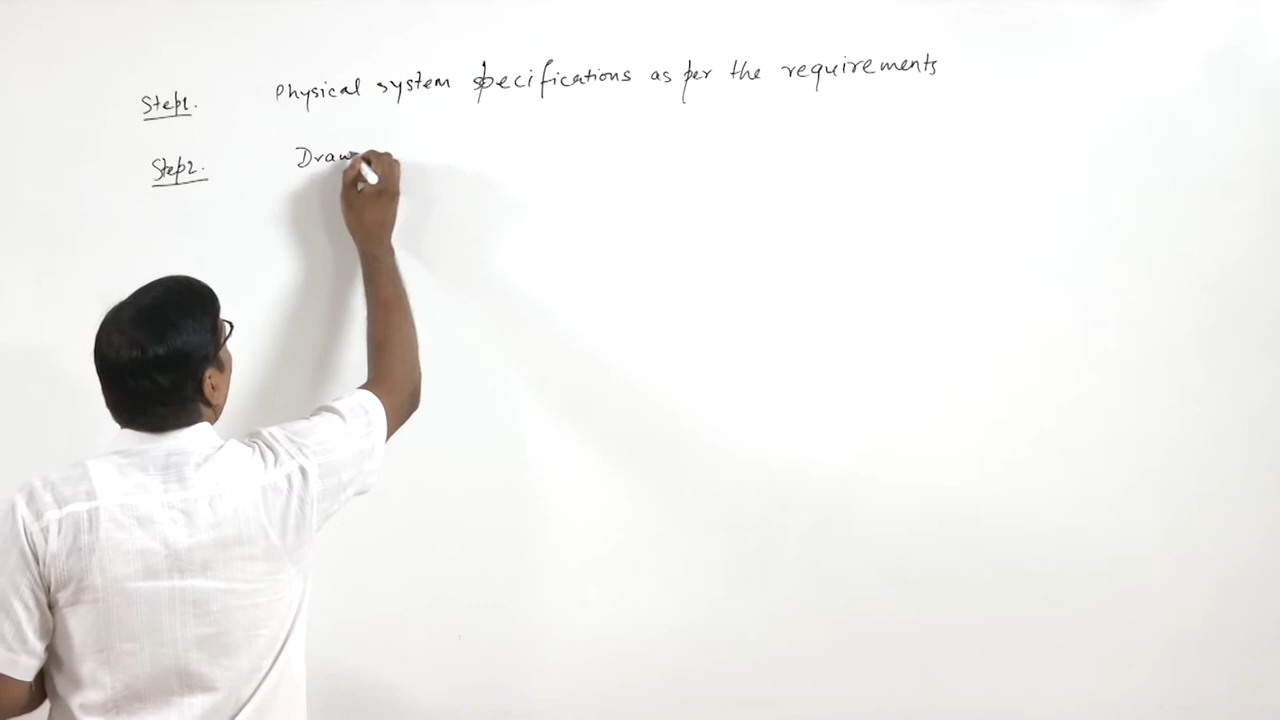 Step1. Physical system specifications as per the requirements
Step2. Draw